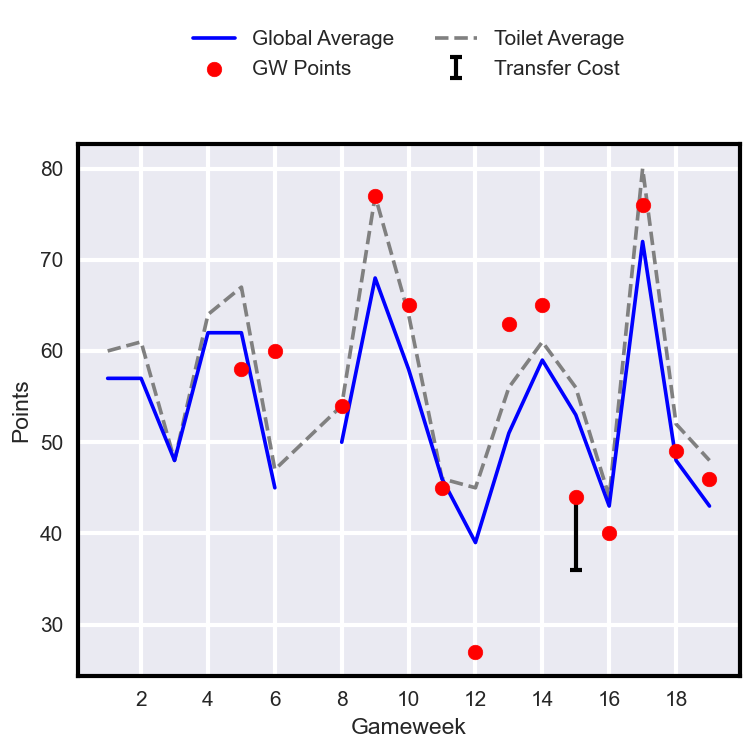 Global Average
Toilet Average
GW Points
Transfer Cost
80
70
60
50
40
30
Points
2 4 6 8 10 12 14 16 18
Gameweek